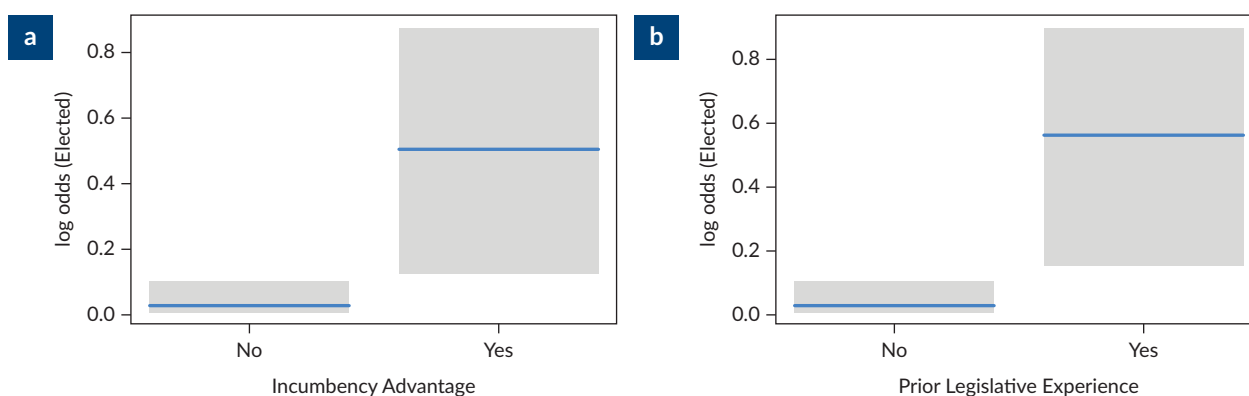 a
log odds (Elected)
0.8
0.6
0.4
0.2
0.0
No Yes
Incumbency Advantage
b
log odds (Elected)
0.8
0.6
0.4
0.2
0.0
No Yes
Prior Legislative Experience